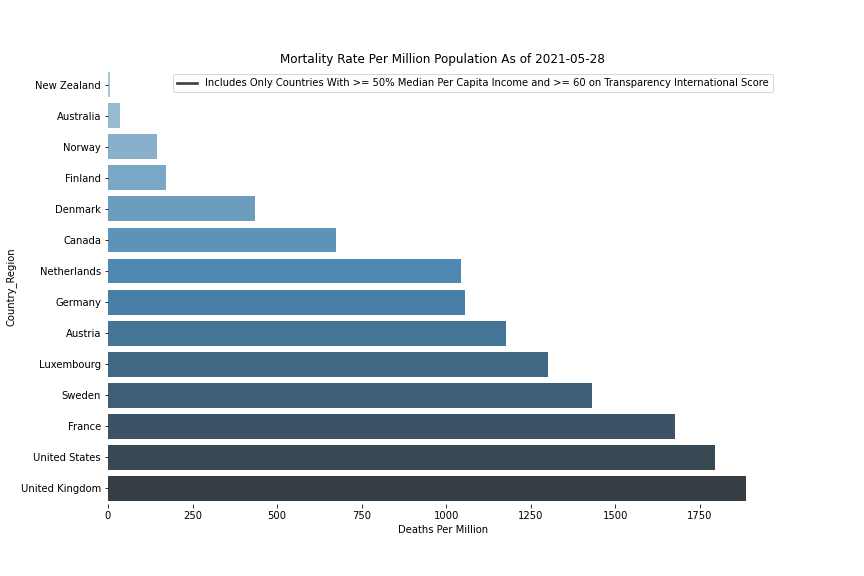 Mortality Rate Per Million Population As of 2021-05-28
Includes Only Countries With >= 50% Median Per Capita Income and >= 60 on Transparency International Score
Country_Region
New Zealand
Australia
Norway
Finland
Denmark
Canada
Netherlands
Germany
Austria
Luxembourg
Sweden
France
United States
United Kingdom
0 250 500 750 1000 1250 1500 1750
Deaths Per Million